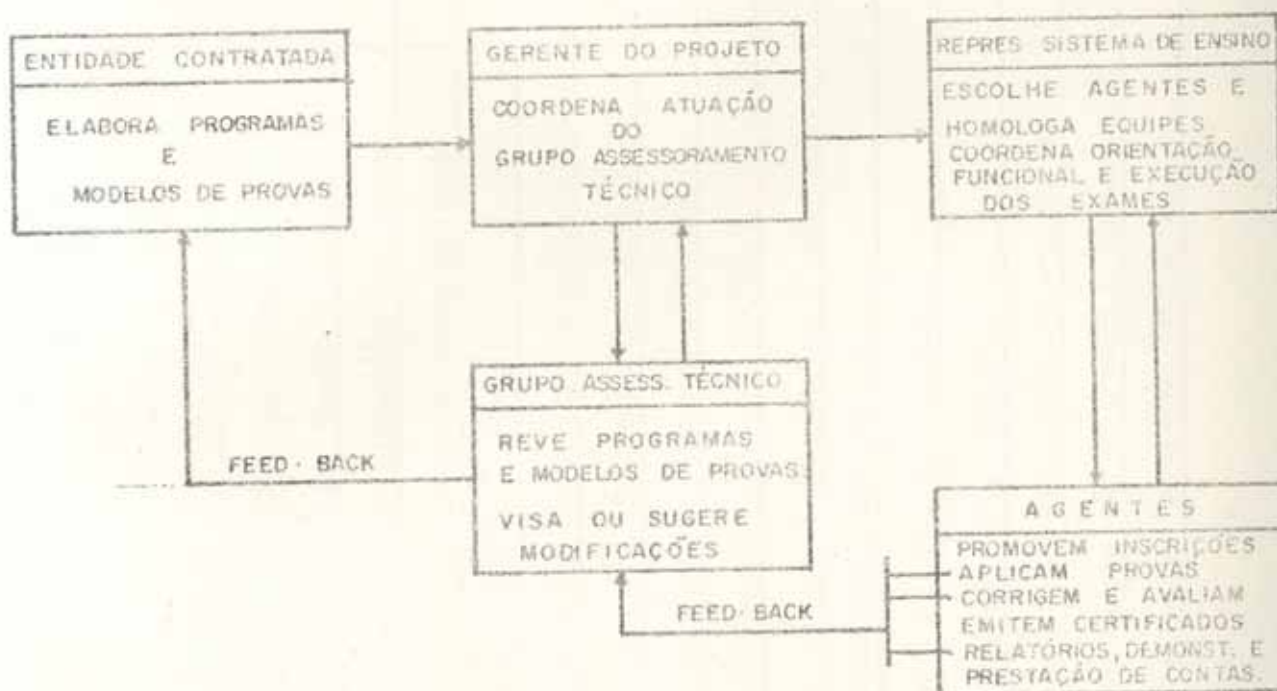 ENTIDADE CONTRATADA
ELABORA PROGRAMAS
E
MODELOS DE PROVAS
GERENTE DO PROJETO
COORDENA ATUAÇÃO
DO
GRUPO ASSESSORAMENTO
TÉCNICO
REPRES SISTEMA DE ENSINO
ESCOLHE AGENTES E
HOMOLOGA EQUIPES
COORDENA ORIENTAÇÃO
FUNCIONAL E EXECUÇÃO
DOS EXAMES
GRUPO ASSESS. TÉCNICO
REVE PROGRAMAS
E MODELOS DE PROVAS
VISA OU SUGERE
MODIFICAÇÕES
FEED-BACK
AGENTES
PROMOVEM INSCRIÇÕES
APLICAM PROVAS
CORRIGEM E AVALIAM
EMITEM CERTIFICADOS
RELATÓRIOS, DEMONST. E
PRESTAÇÃO DE CONTAS.
FEED-BACK